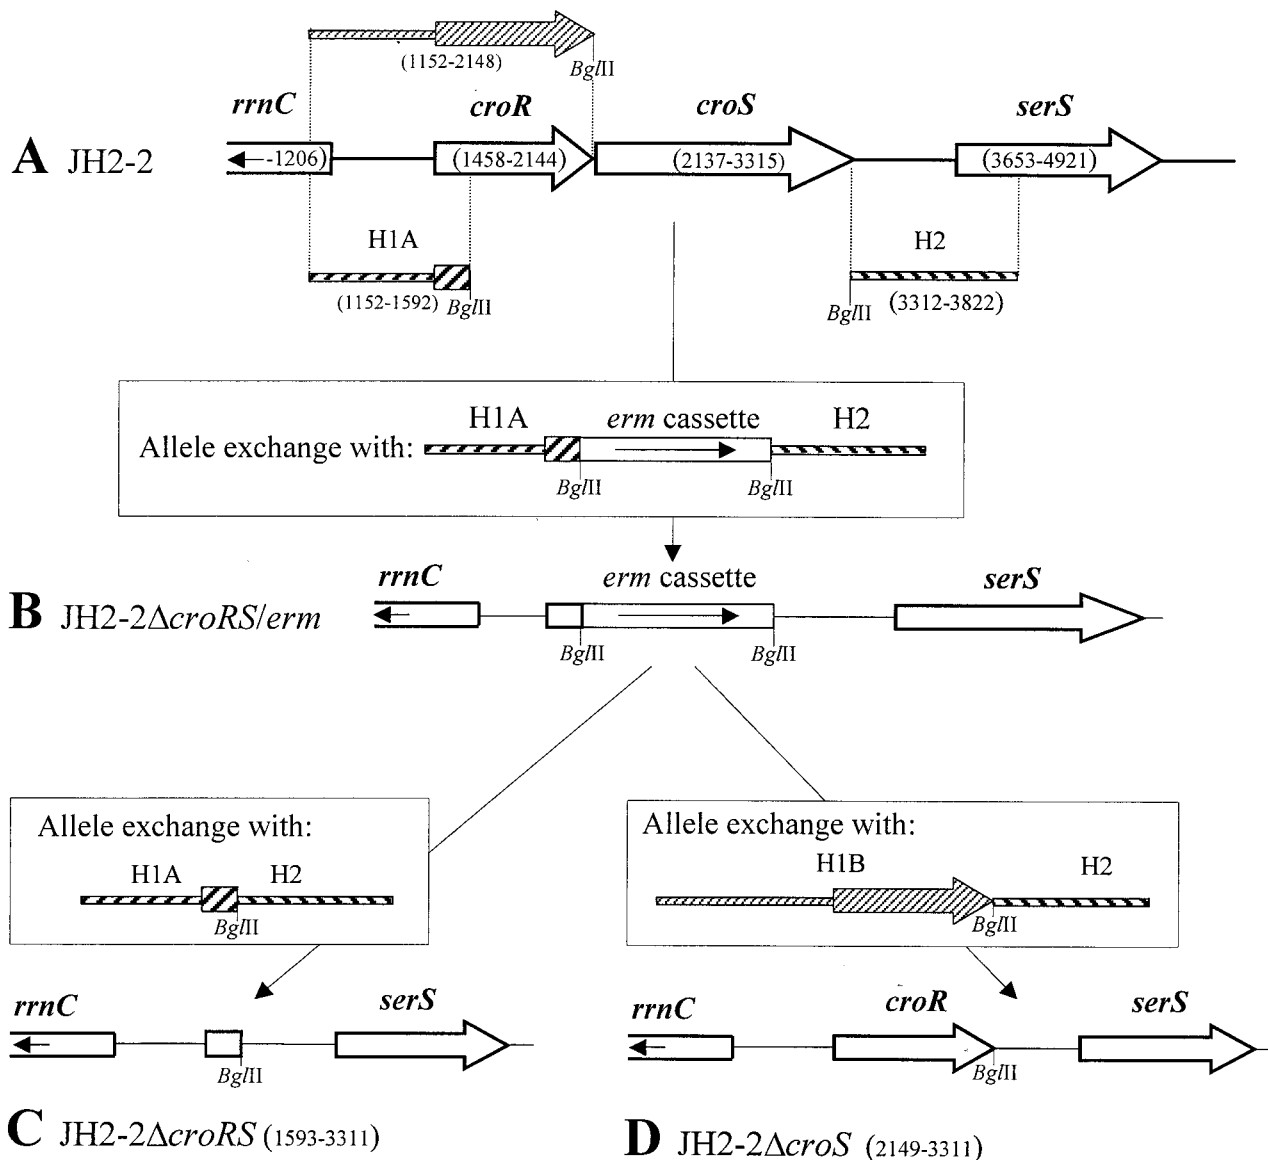 (1152-2148)
BglII
rrnC croR croS serS
A JH2-2 -1206) (1458-2144) (2137-3315) (3653-4921)
H1A H2
(1152-1592) BglII BglII (3312-3822)
H1A erm cassette H2
Allele exchange with:
BglII BglII
rrnC erm cassette serS
B JH2-2ΔcroRS/erm
BglII BglII
Allele exchange with:
H1A H2
BglII
Allele exchange with:
H1B H2
BglII
rrnC serS
BglII
C JH2-2ΔcroRS (1593-3311)
rrnC croR serS
BglII
D JH2-2ΔcroS (2149-3311)